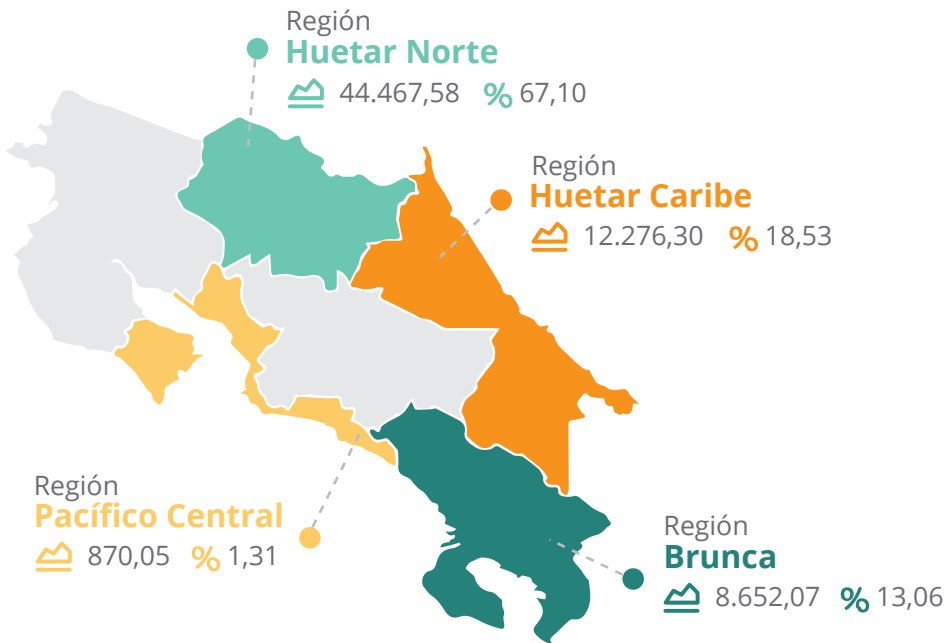 Región
Huetar Norte
44.467,58 % 67,10
Región
Huetar Caribe
12.276,30 % 18,53
Región
Pacífico Central
870,05 % 1,31
Región
Brunca
8.652,07 % 13,06